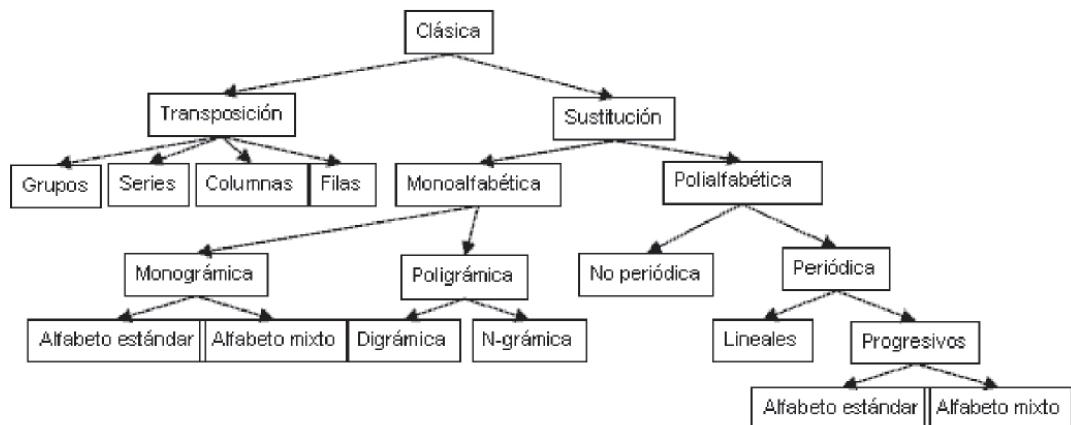 Clásica
Transposición
Sustitución
Grupos
Series
Columnas
Filas
Monoalfabética
Polialfabética
Monográmica
Poligrámica
No periódica
Periódica
Alfabeto estándar
Alfabeto mixto
Digrámica
N-grámica
Lineales
Progresivos
Alfabeto estándar
Alfabeto mixto